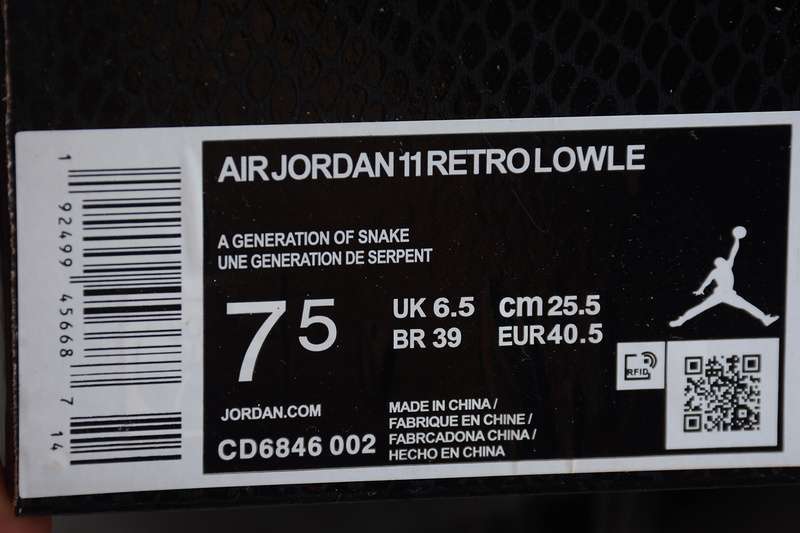 AIR JORDAN 11 RETRO LOW LE
A GENERATION OF SNAKE
UNE GENERATION DE SERPENT
7 5
UK 6.5 cm 25.5
BR 39 EUR 40.5
RFID
JORDAN.COM
CD6846 002
MADE IN CHINA /
FABRIQUE EN CHINE /
FABRCADONA CHINA /
HECHO EN CHINA
1 92499 45668 7 14